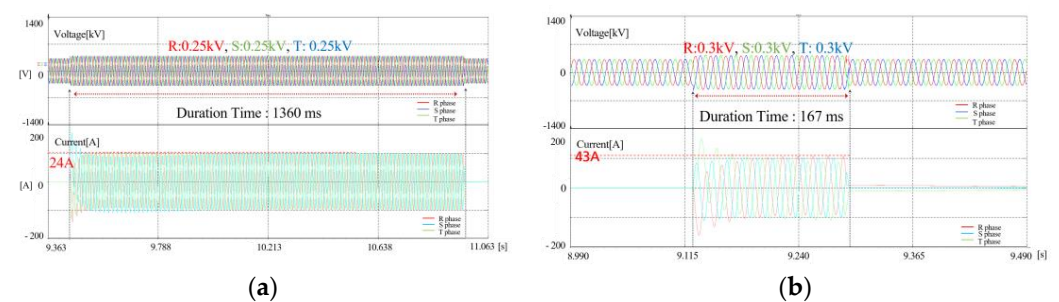 1400
Voltage[kV]
R:0.25kV, S:0.25kV, T: 0.25kV
[V] 0
Duration Time : 1360 ms
R phase
S phase
T phase
-1400
200
Current[A]
24A
[A] 0
R phase
S phase
T phase
- 200
9.363 9.788 10.213 10.638 11.063 [s]
(a)
1400
Voltage[kV]
R:0.3kV, S:0.3kV, T: 0.3kV
0
Duration Time : 167 ms
R phase
S phase
T phase
-1400
200
Current[A]
43A
0
R phase
S phase
T phase
- 200
8.990 9.115 9.240 9.365 9.490 [s]
(b)